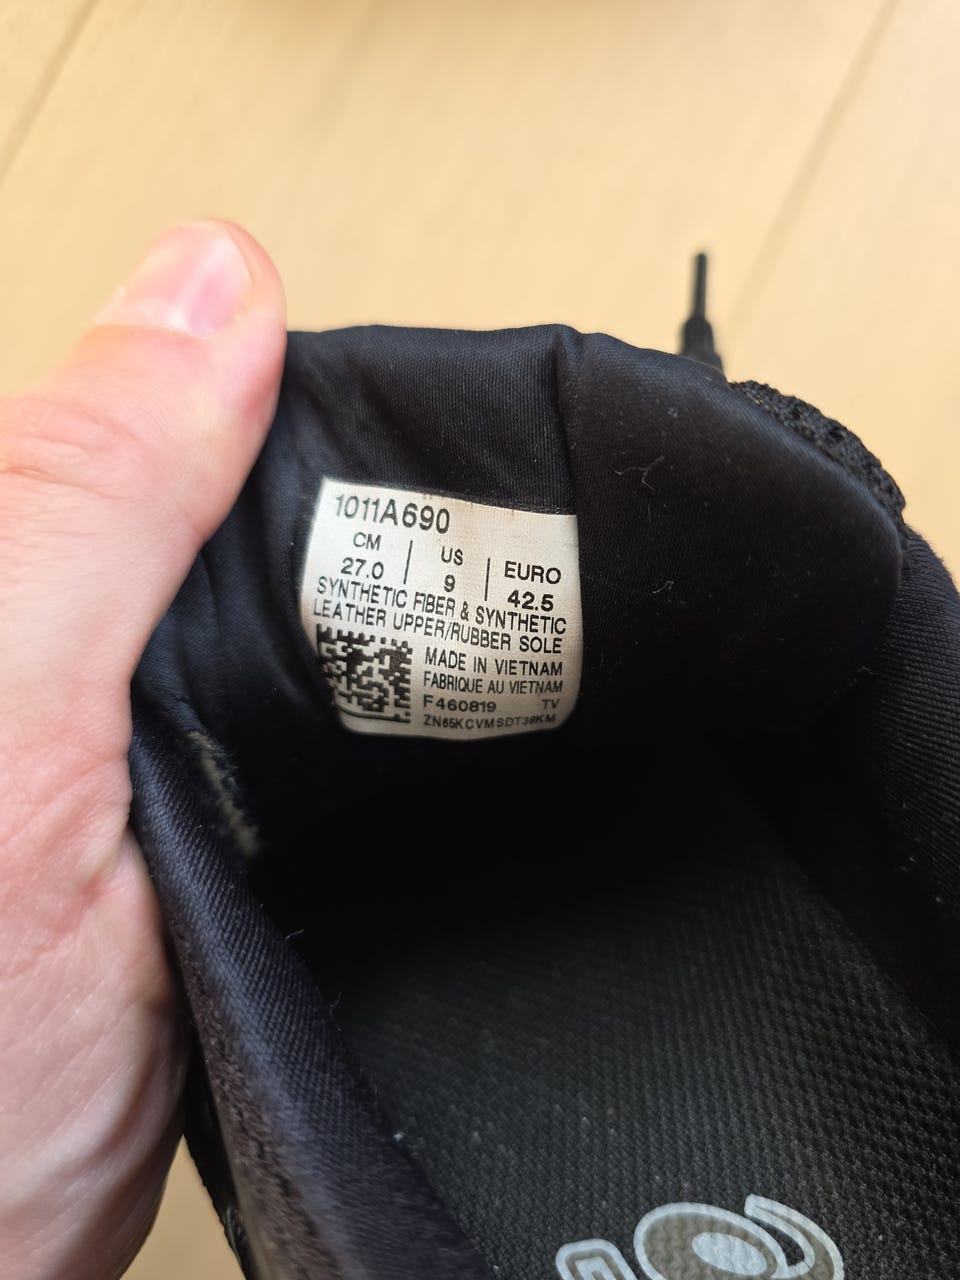 1011A690
CM | US | EURO
27.0 | 9 | 42.5
SYNTHETIC FIBER & SYNTHETIC
LEATHER UPPER/RUBBER SOLE
MADE IN VIETNAM
FABRIQUE AU VIETNAM
F460819 TV
ZN65KCVMSDT38KM